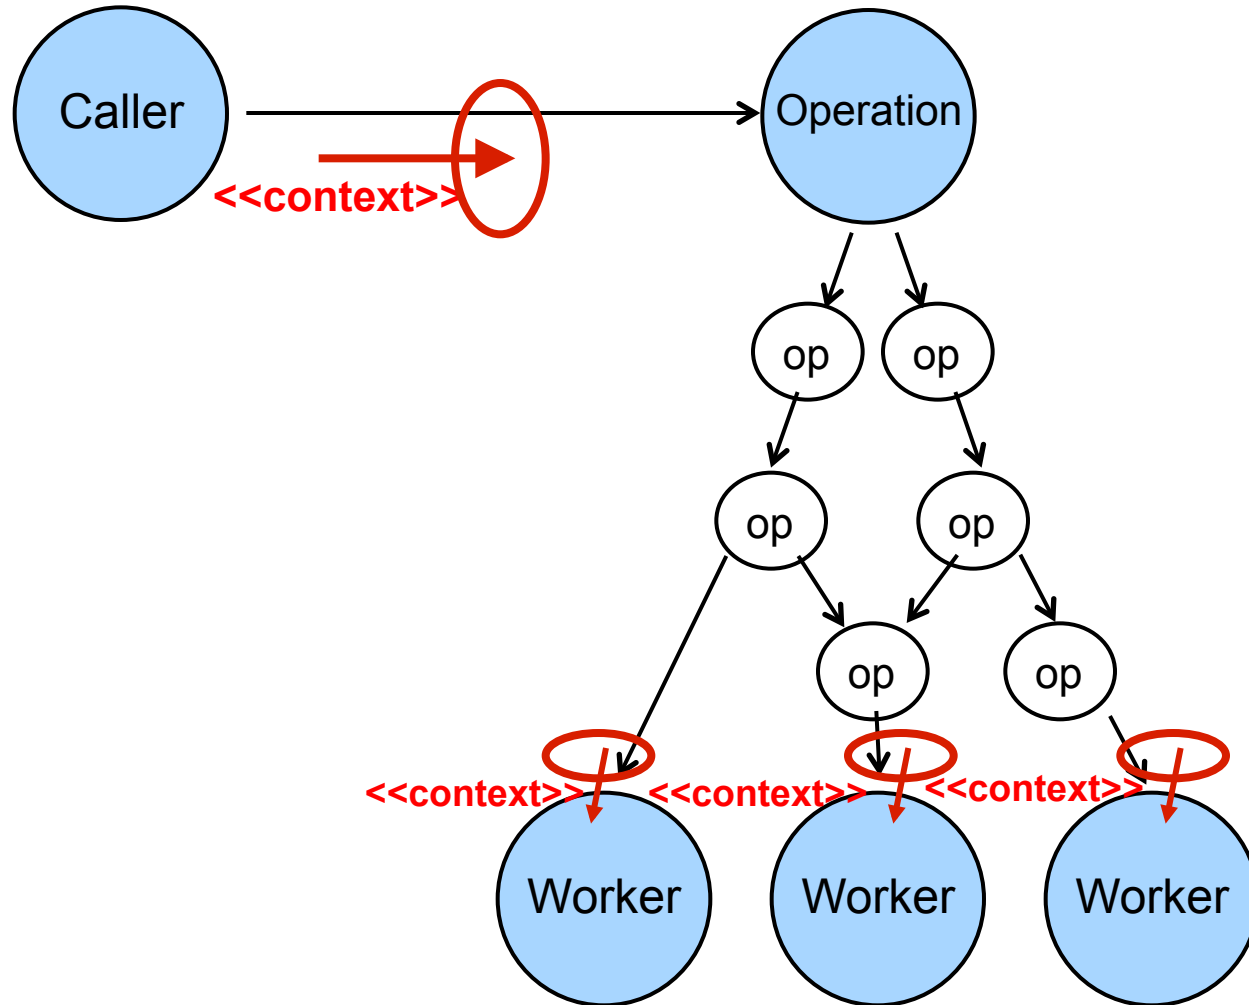 Caller
Operation
<<context>>
op
op
op
op
op
op
<<context>>
<<context>>
<<context>>
Worker
Worker
Worker